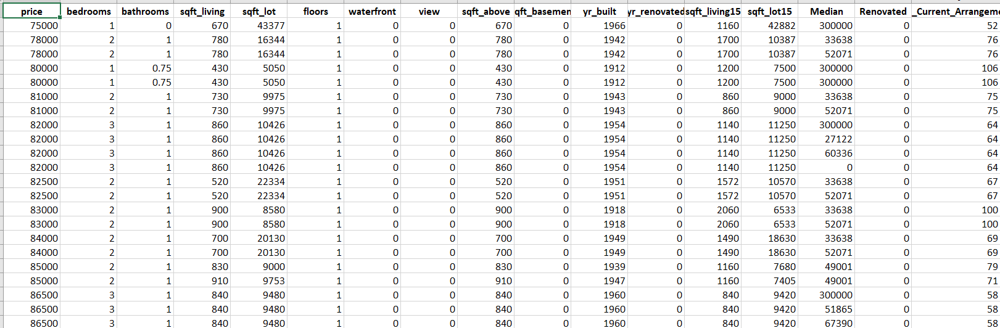 price bedrooms bathrooms sqft_living sqft_lot floors waterfront view sqft_above qft_basemen yr_built yr_renovated sqft_living15 sqft_lot15 Median Renovated _Current_Arrangeme
75000 1 0 670 43377 1 0 0 670 0 1966 0 1160 42882 300000 0 52
78000 2 1 780 16344 1 0 0 780 0 1942 0 1700 10387 33638 0 76
78000 2 1 780 16344 1 0 0 780 0 1942 0 1700 10387 52071 0 76
80000 1 0.75 430 5050 1 0 0 430 0 1912 0 1200 7500 300000 0 106
80000 1 0.75 430 5050 1 0 0 430 0 1912 0 1200 7500 300000 0 106
81000 2 1 730 9975 1 0 0 730 0 1943 0 860 9000 33638 0 75
81000 2 1 730 9975 1 0 0 730 0 1943 0 860 9000 52071 0 75
82000 3 1 860 10426 1 0 0 860 0 1954 0 1140 11250 300000 0 64
82000 3 1 860 10426 1 0 0 860 0 1954 0 1140 11250 27122 0 64
82000 3 1 860 10426 1 0 0 860 0 1954 0 1140 11250 60336 0 64
82000 3 1 860 10426 1 0 0 860 0 1954 0 1140 11250 0 0 64
82500 2 1 520 22334 1 0 0 520 0 1951 0 1572 10570 33638 0 67
82500 2 1 520 22334 1 0 0 520 0 1951 0 1572 10570 52071 0 67
83000 2 1 900 8580 1 0 0 900 0 1918 0 2060 6533 33638 0 100
83000 2 1 900 8580 1 0 0 900 0 1918 0 2060 6533 52071 0 100
84000 2 1 700 20130 1 0 0 700 0 1949 0 1490 18630 33638 0 69
84000 2 1 700 20130 1 0 0 700 0 1949 0 1490 18630 52071 0 69
85000 2 1 830 9000 1 0 0 830 0 1939 0 1160 7680 49001 0 79
85000 2 1 910 9753 1 0 0 910 0 1947 0 1160 7405 49001 0 71
86500 3 1 840 9480 1 0 0 840 0 1960 0 840 9420 300000 0 58
86500 3 1 840 9480 1 0 0 840 0 1960 0 840 9420 51865 0 58
86500 3 1 840 9480 1 0 0 840 0 1960 0 840 9420 67390 0 58